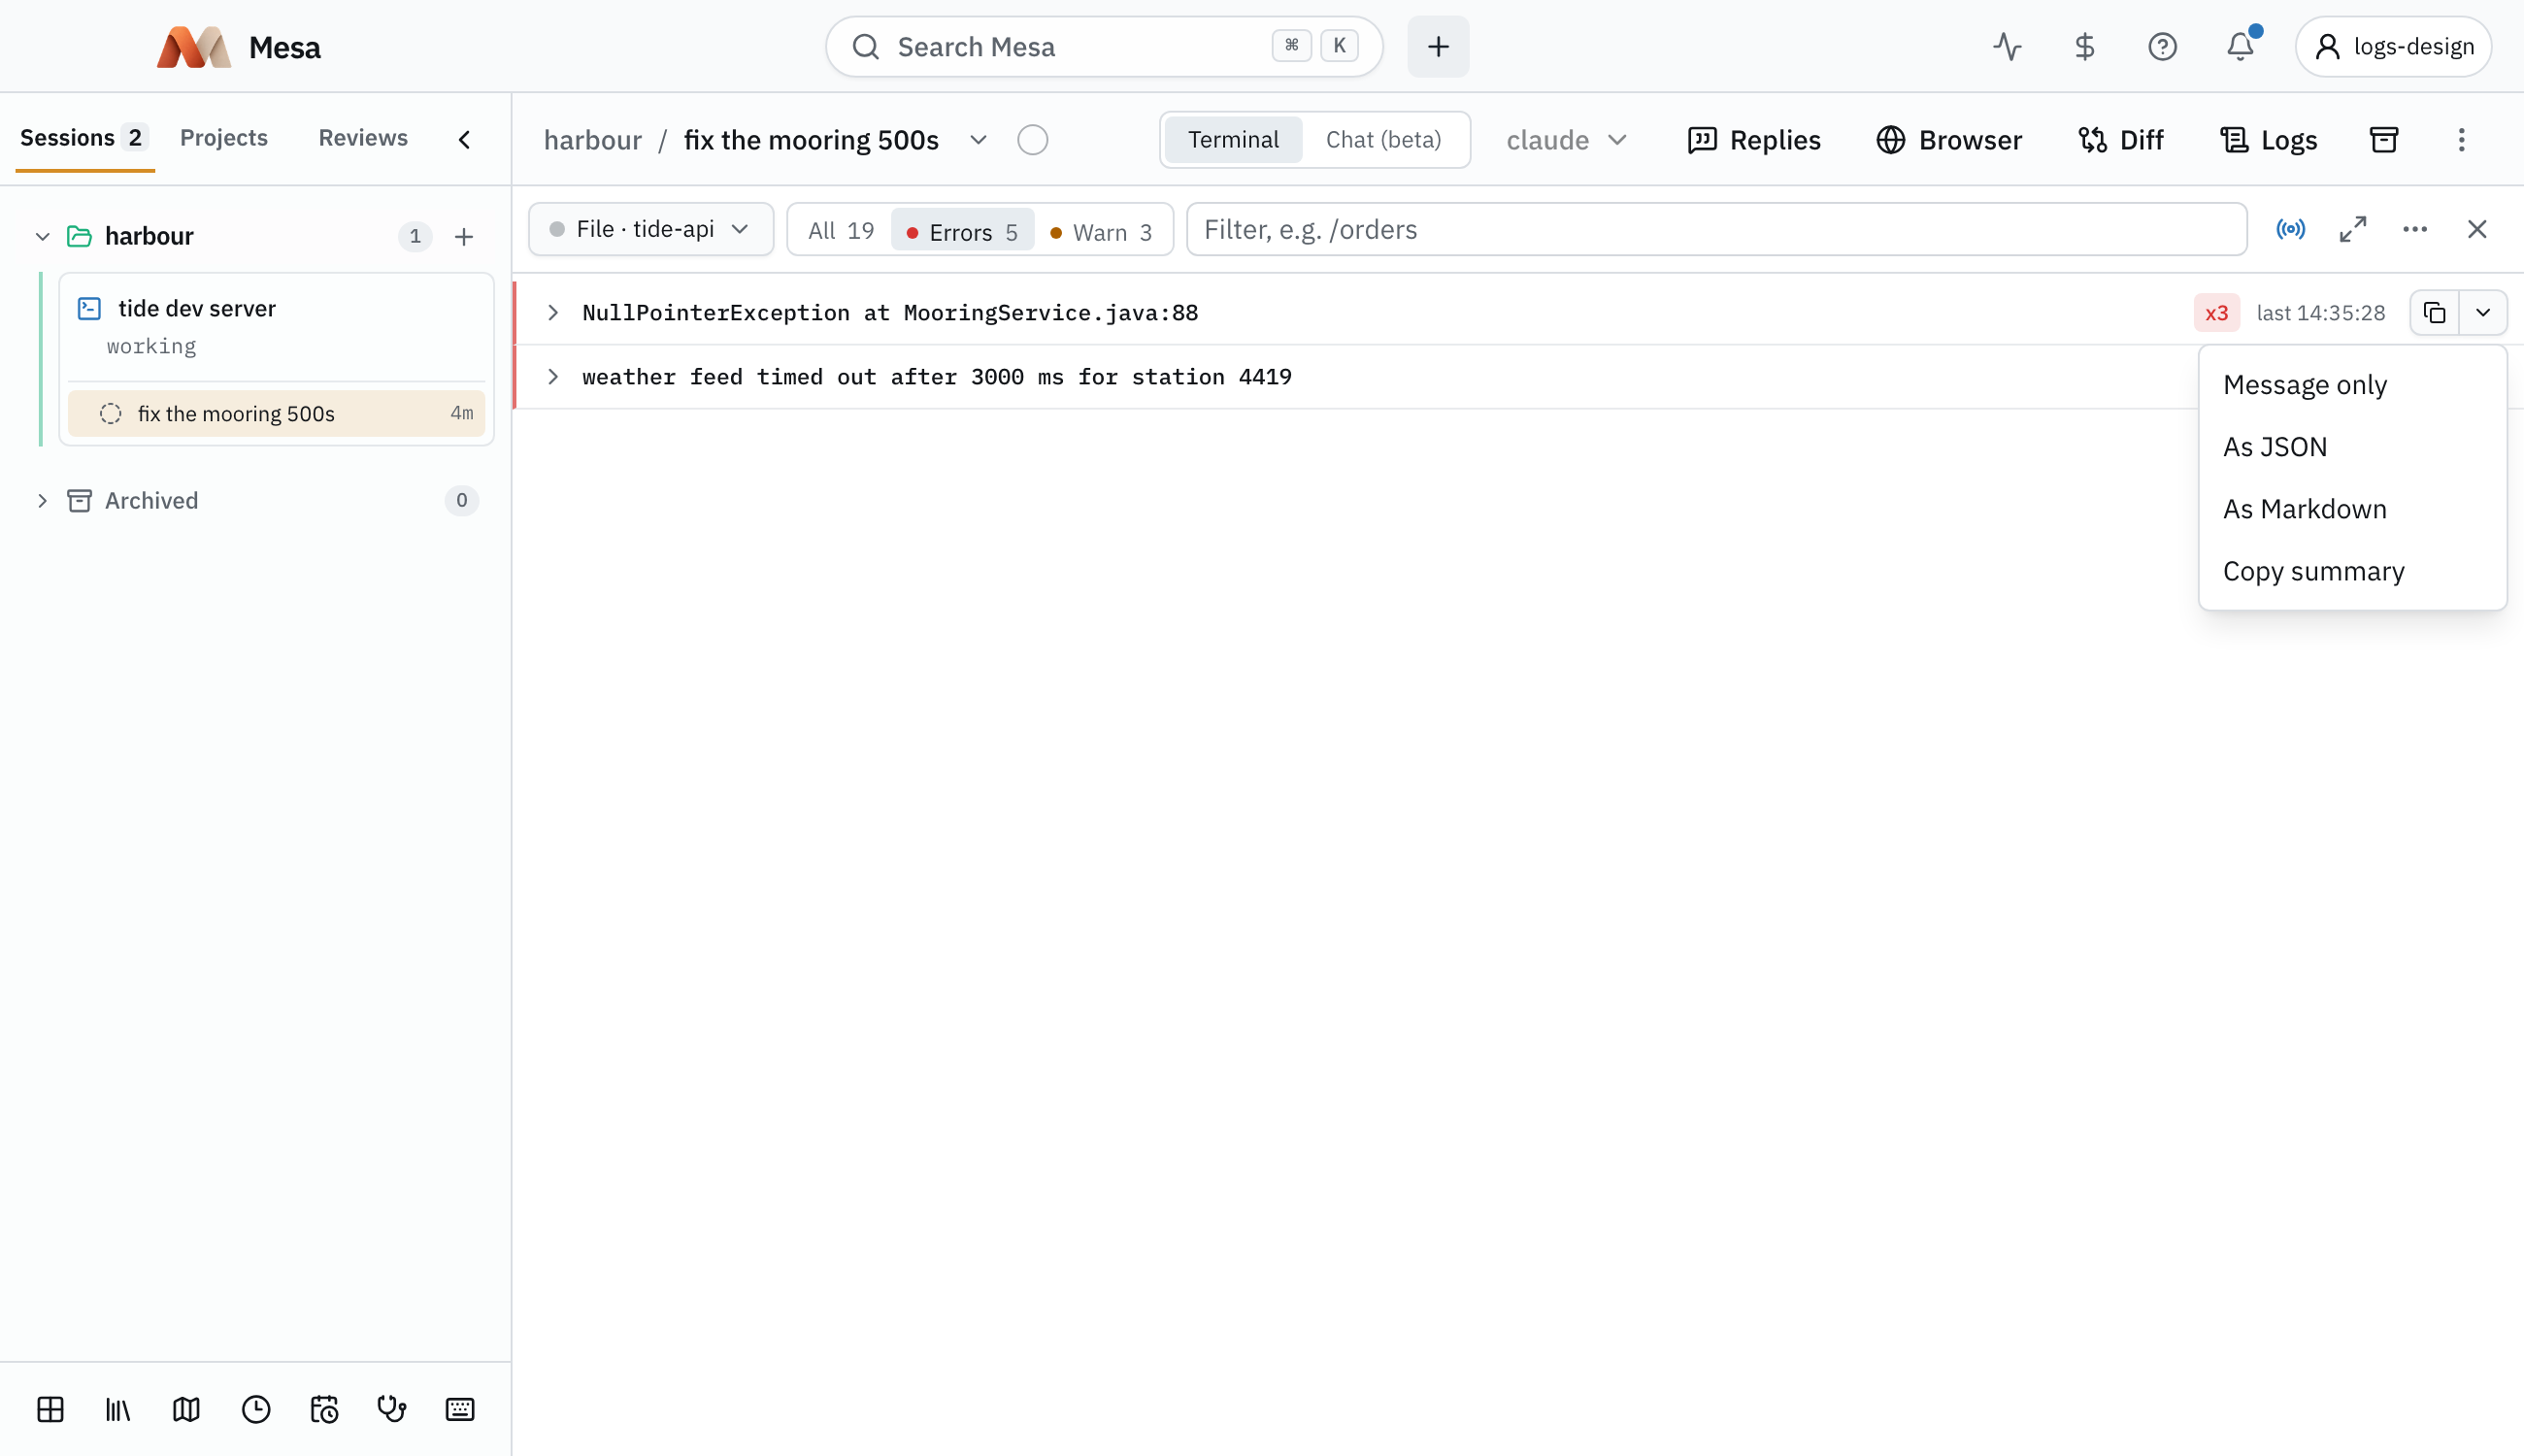 Mesa
Search Mesa
⌘ K
logs-design
Sessions 2
Projects
Reviews
harbour / fix the mooring 500s
Terminal
Chat (beta)
claude
Replies
Browser
Diff
Logs
harbour
1
tide dev server
working
fix the mooring 500s
4m
Archived
0
File · tide-api
All 19
Errors 5
Warn 3
Filter, e.g. /orders
NullPointerException at MooringService.java:88
x3
last 14:35:28
weather feed timed out after 3000 ms for station 4419
Message only
As JSON
As Markdown
Copy summary